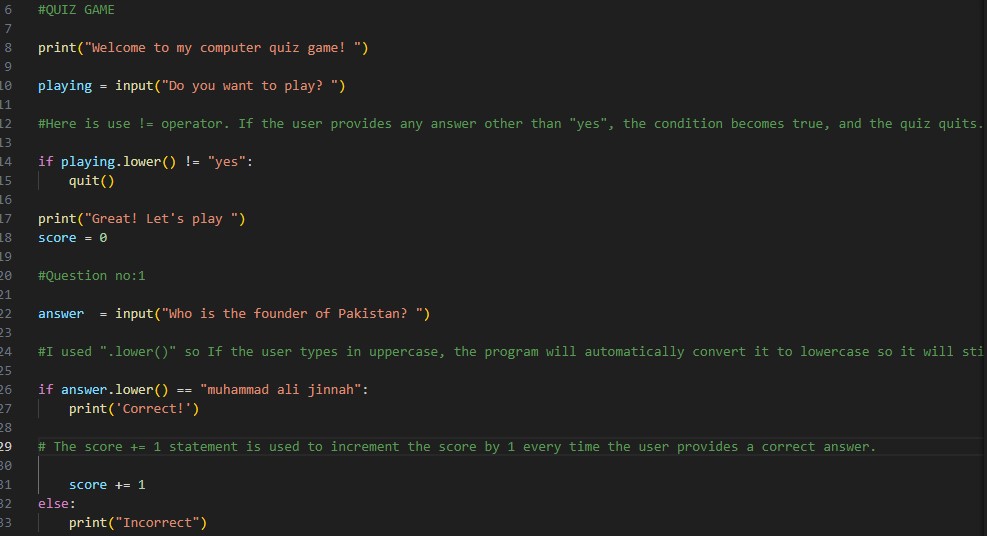 6 #QUIZ GAME
7
8 print("Welcome to my computer quiz game! ")
9
10 playing = input("Do you want to play? ")
11
12 #Here is use != operator. If the user provides any answer other than "yes", the condition becomes true, and the quiz quits.
13
14 if playing.lower() != "yes":
15     quit()
16
17 print("Great! Let's play ")
18 score = 0
19
20 #Question no:1
21
22 answer  = input("Who is the founder of Pakistan? ")
23
24 #I used ".lower()" so If the user types in uppercase, the program will automatically convert it to lowercase so it will sti
25
26 if answer.lower() == "muhammad ali jinnah":
27     print('Correct!')
28
29 # The score += 1 statement is used to increment the score by 1 every time the user provides a correct answer.
30
31     score += 1
32 else:
33     print("Incorrect")